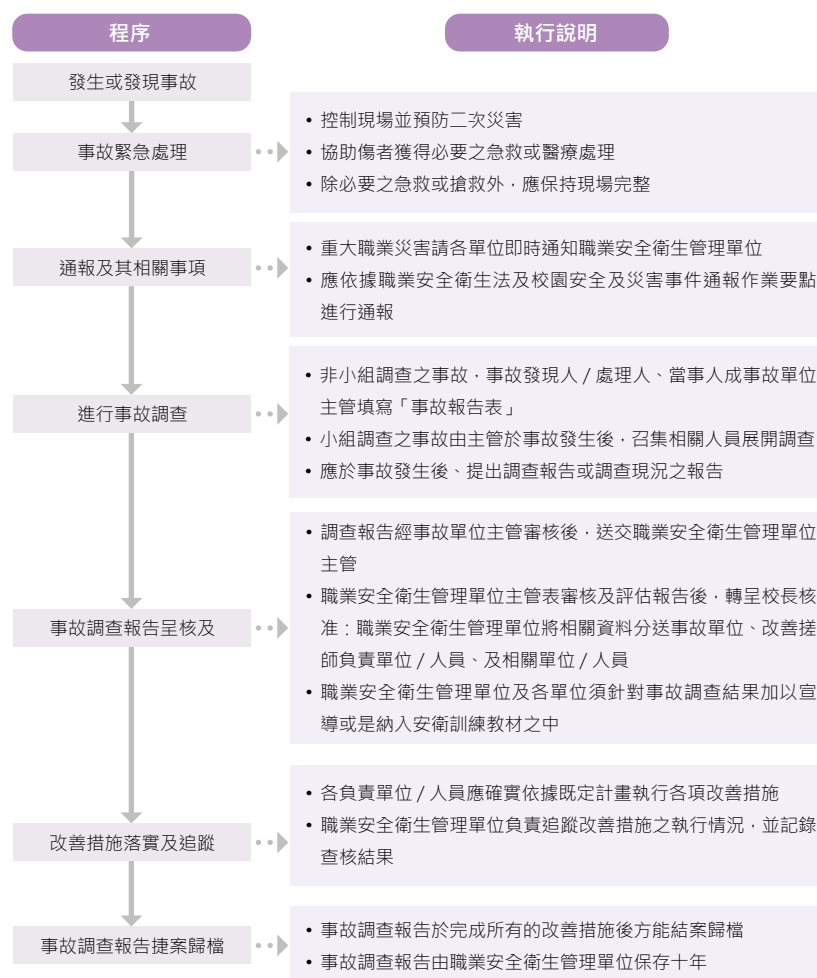 程序
執行說明
發生或發現事故
事故緊急處理
• 控制現場並預防二次災害
• 協助傷者獲得必要之急救或醫療處理
• 除必要之急救或搶救外，應保持現場完整
通報及其相關事項
• 重大職業災害請各單位即時通知職業安全衛生管理單位
• 應依據職業安全衛生法及校園安全及災害事件通報作業要點
進行通報
進行事故調查
• 非小組調查之事故，事故發現人 / 處理人、當事人成事故單位
主管填寫「事故報告表」
• 小組調查之事故由主管於事故發生後，召集相關人員展開調查
• 應於事故發生後、提出調查報告或調查現況之報告
事故調查報告呈核及
• 調查報告經事故單位主管審核後，送交職業安全衛生管理單位
主管
• 職業安全衛生管理單位主管表審核及評估報告後，轉呈校長核
准：職業安全衛生管理單位將相關資料分送事故單位、改善搓
師負責單位 / 人員、及相關單位 / 人員
• 職業安全衛生管理單位及各單位須針對事故調查結果加以宣
導或是納入安衛訓練教材之中
改善措施落實及追蹤
• 各負責單位 / 人員應確實依據既定計畫執行各項改善措施
• 職業安全衛生管理單位負責追蹤改善措施之執行情況，並記錄
查核結果
事故調查報告捷案歸檔
• 事故調查報告於完成所有的改善措施後方能結案歸檔
• 事故調查報告由職業安全衛生管理單位保存十年